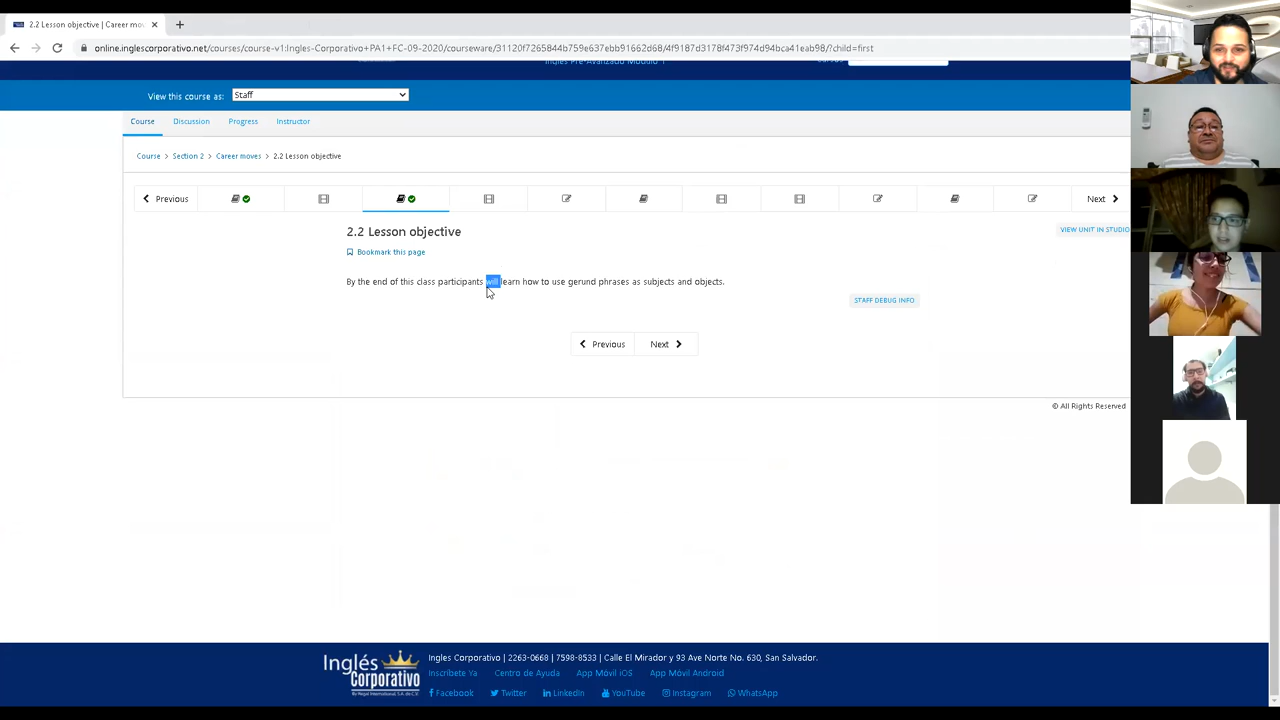 2.2 Lesson objective | Career mov
online.inglescorporativo.net/courses/course-v1:Ingles-Corporativo+PA1+FC-09-2020/courseware/31120f7265844b759e637ebb91662d68/4f9187d3178f473f974d94bca41eab98/?child=first
Inglés Pre-Avanzado Módulo 1
View this course as: Staff
Course Discussion Progress Instructor
Course > Section 2 > Career moves > 2.2 Lesson objective
Previous Next
2.2 Lesson objective
VIEW UNIT IN STUDIO
Bookmark this page
By the end of this class participants will learn how to use gerund phrases as subjects and objects.
STAFF DEBUG INFO
Previous Next
© All Rights Reserved
Inglés Corporativo
Ingles Corporativo | 2263-0668 | 7598-8533 | Calle El Mirador y 93 Ave Norte No. 630, San Salvador.
Inscríbete Ya Centro de Ayuda App Móvil iOS App Móvil Android
Facebook Twitter LinkedIn YouTube Instagram WhatsApp